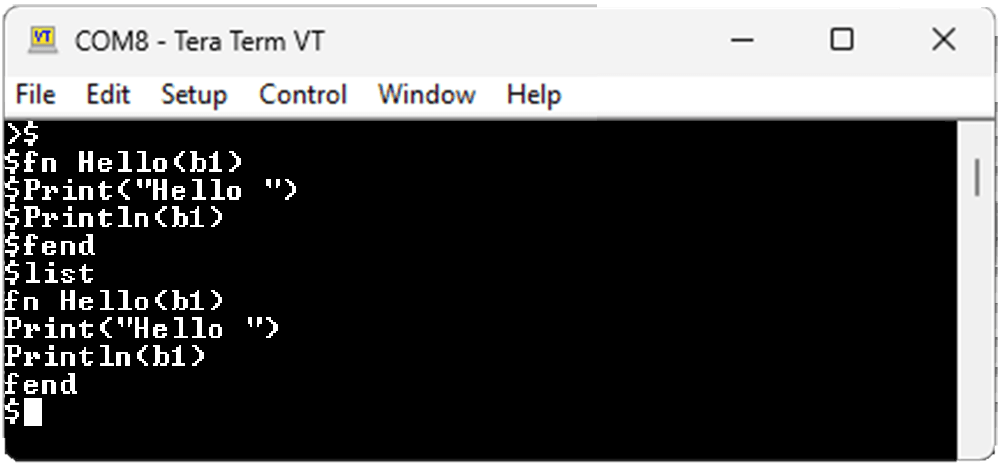 VT
COM8 - Tera Term VT
File Edit Setup Control Window Help
>$
$fn Hello(b1)
$Print("Hello ")
$Println(b1)
$fend
$list
fn Hello(b1)
Print("Hello ")
Println(b1)
fend
$